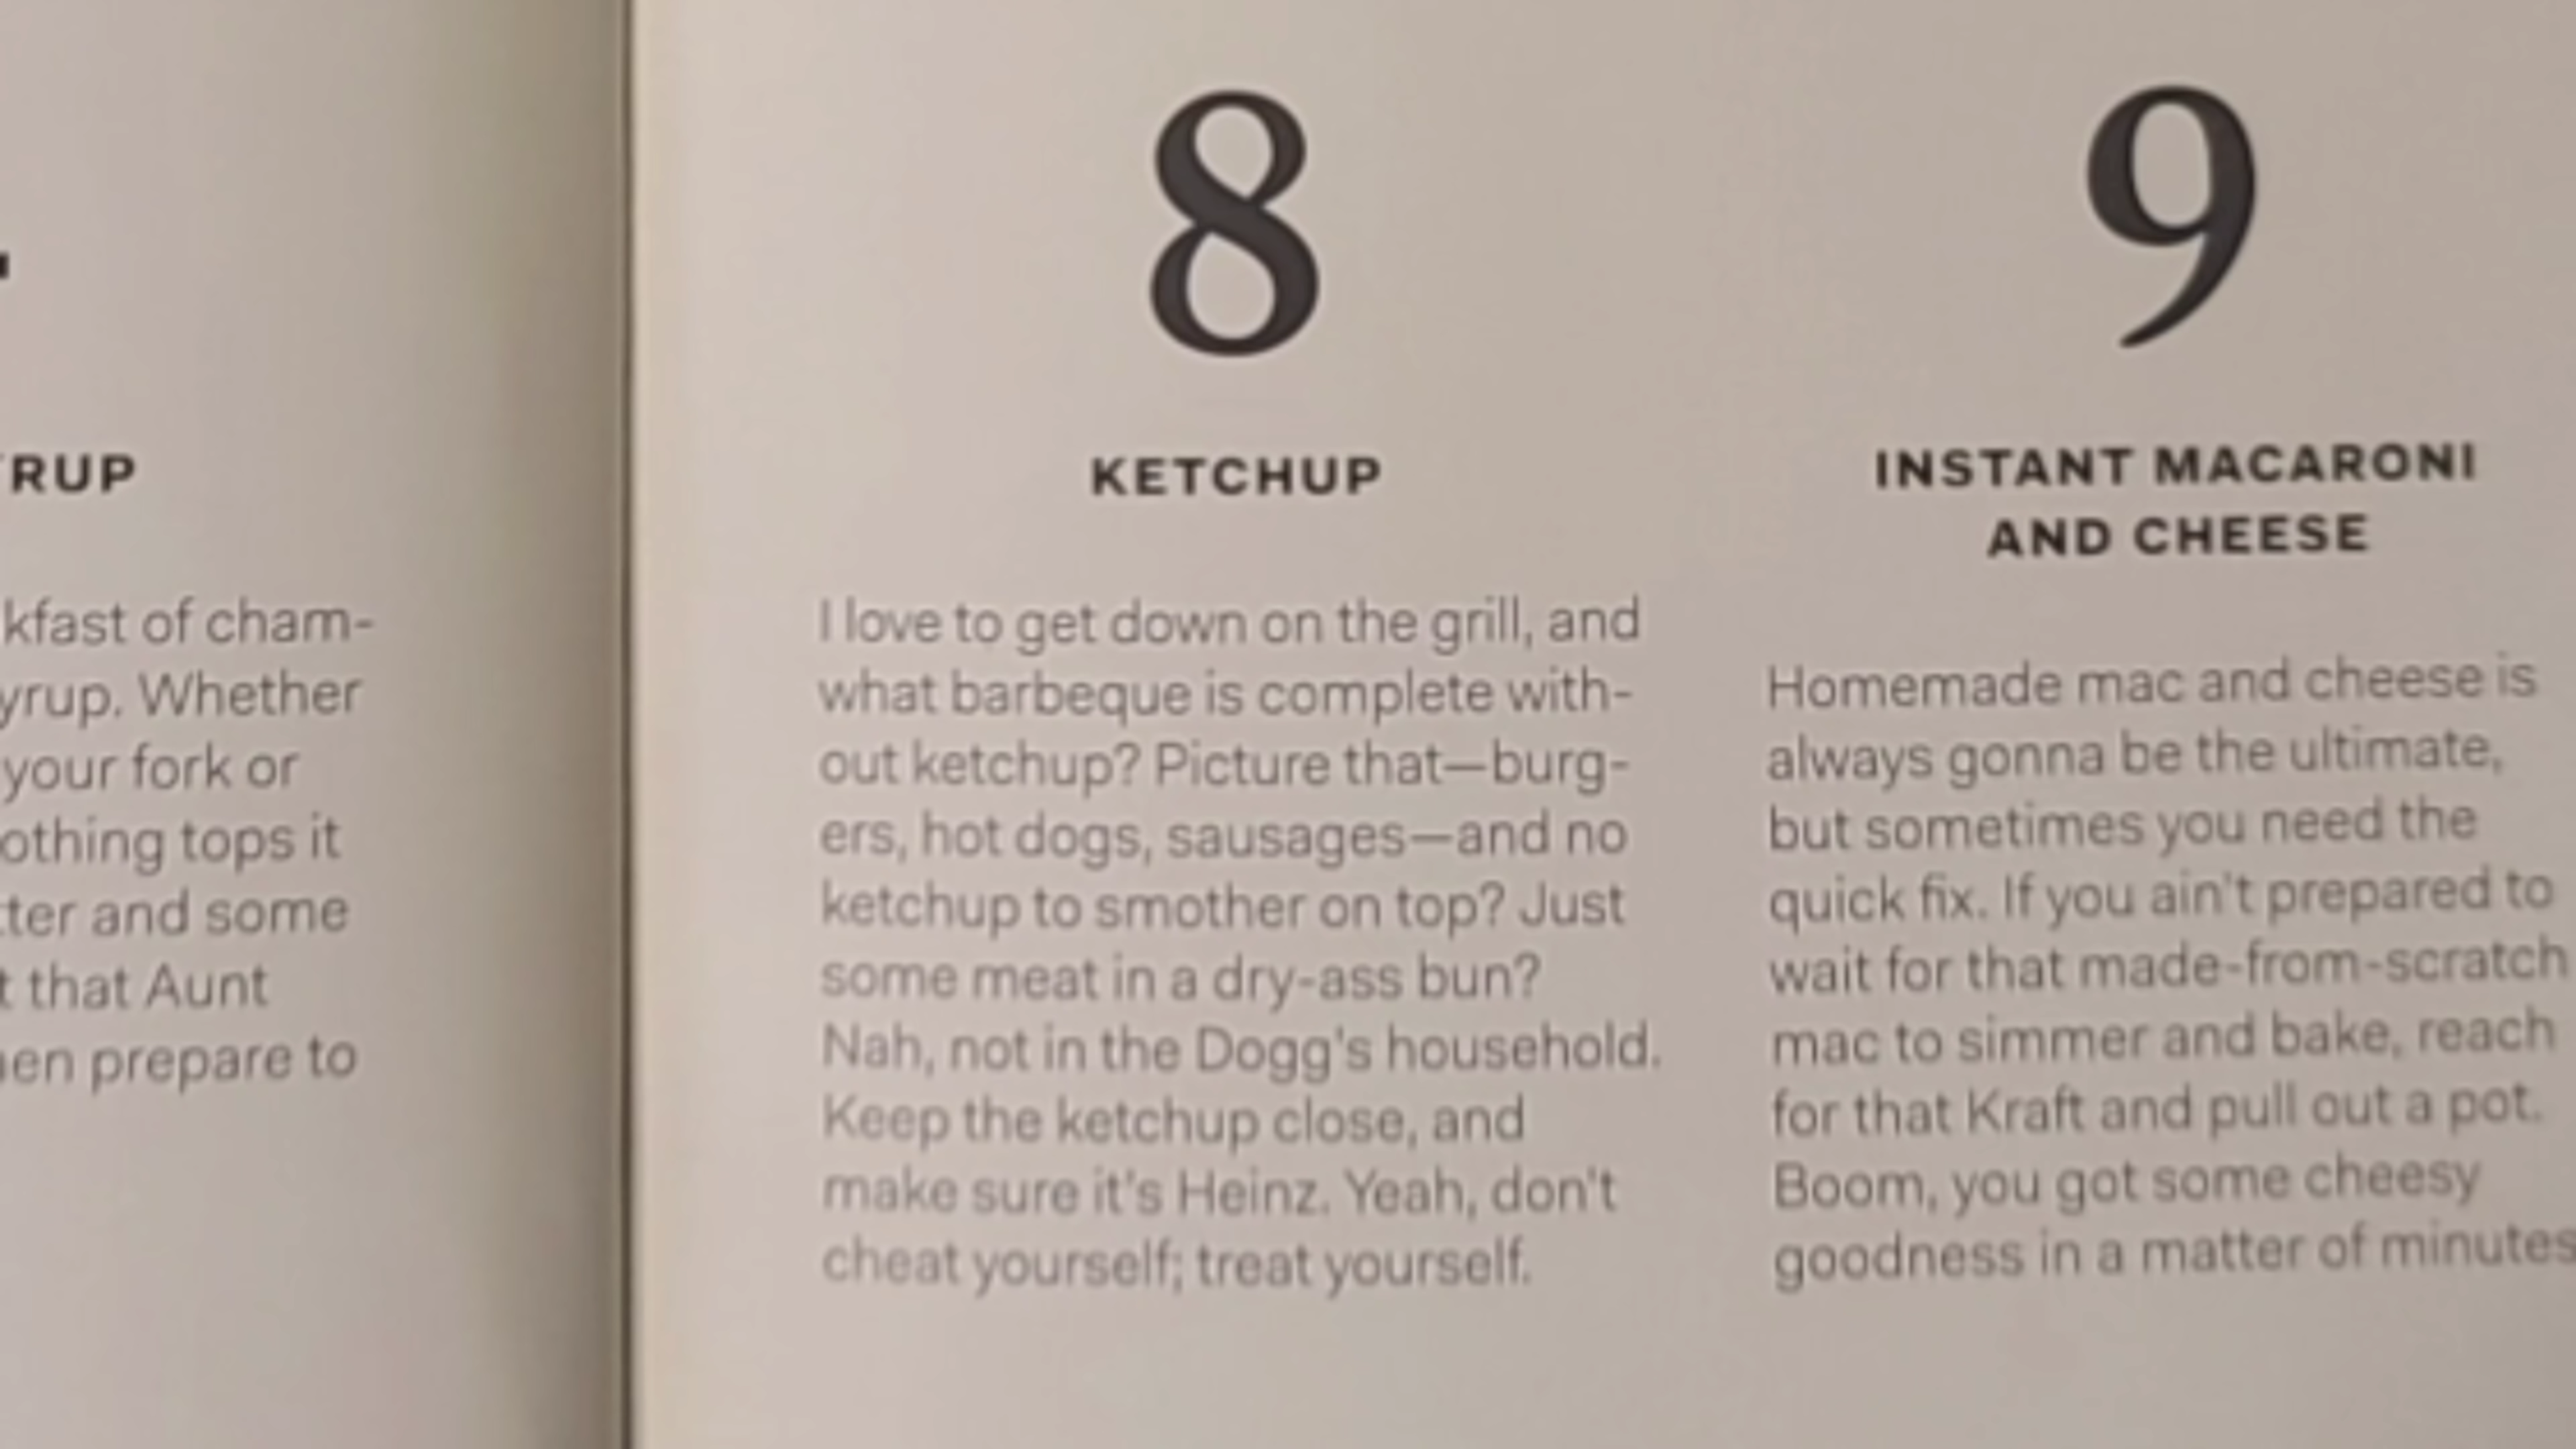 kfast of cham-
Whether
your fork or
tops it
and some
that Aunt
prepare to
8
KETCHUP
I love to get down on the grill, and
what barbeque is complete with-
out ketchup? Picture that—burg-
ers, hot dogs, sausages—and no
ketchup to smother on top? Just
some meat in a dry-ass bun?
Nah, not in the Dogg's household.
Keep the ketchup close, and
make sure it's Heinz. Yeah, don't
cheat yourself; treat yourself.
9
INSTANT MACARONI
AND CHEESE
Homemade mac and cheese is
always gonna be the ultimate,
but sometimes you need the
quick fix. If you ain't prepared to
wait for that made-from-scratch
mac to simmer and bake, reach
for that Kraft and pull out a pot.
Boom, you got some cheesy
goodness in a matter of minutes